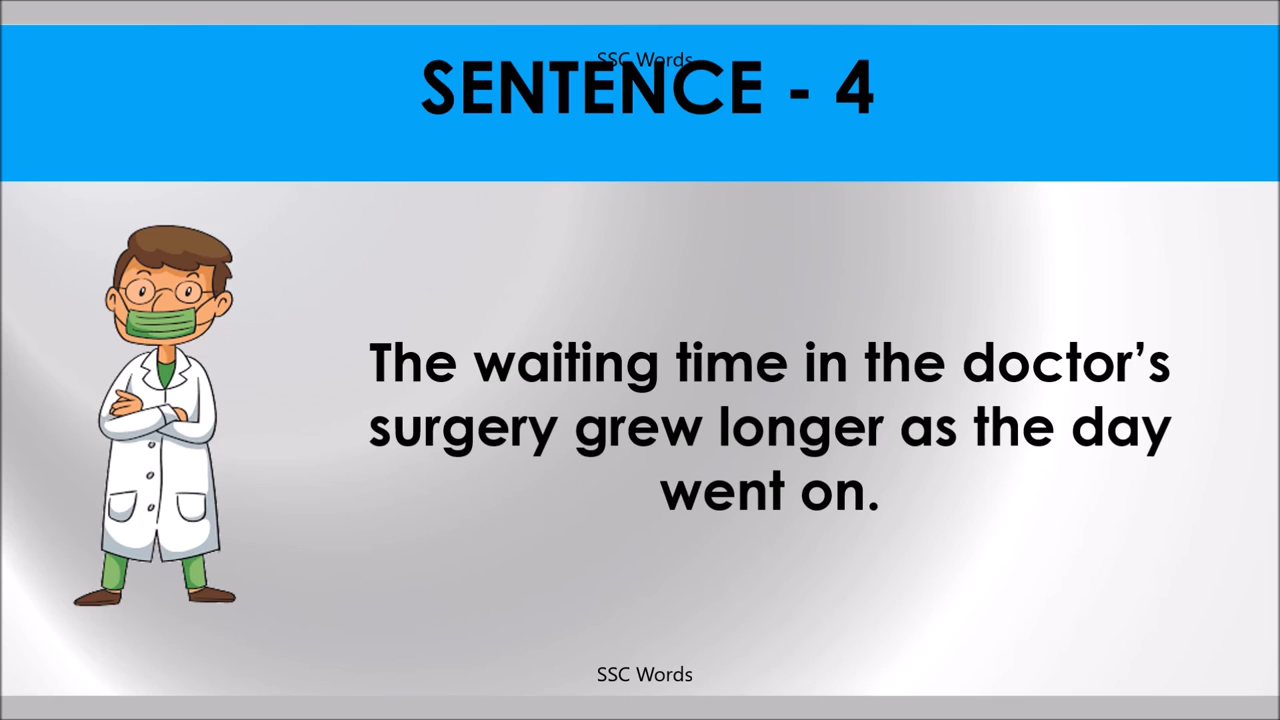 SSC Words
SENTENCE - 4
The waiting time in the doctor’s
surgery grew longer as the day
went on.
SSC Words